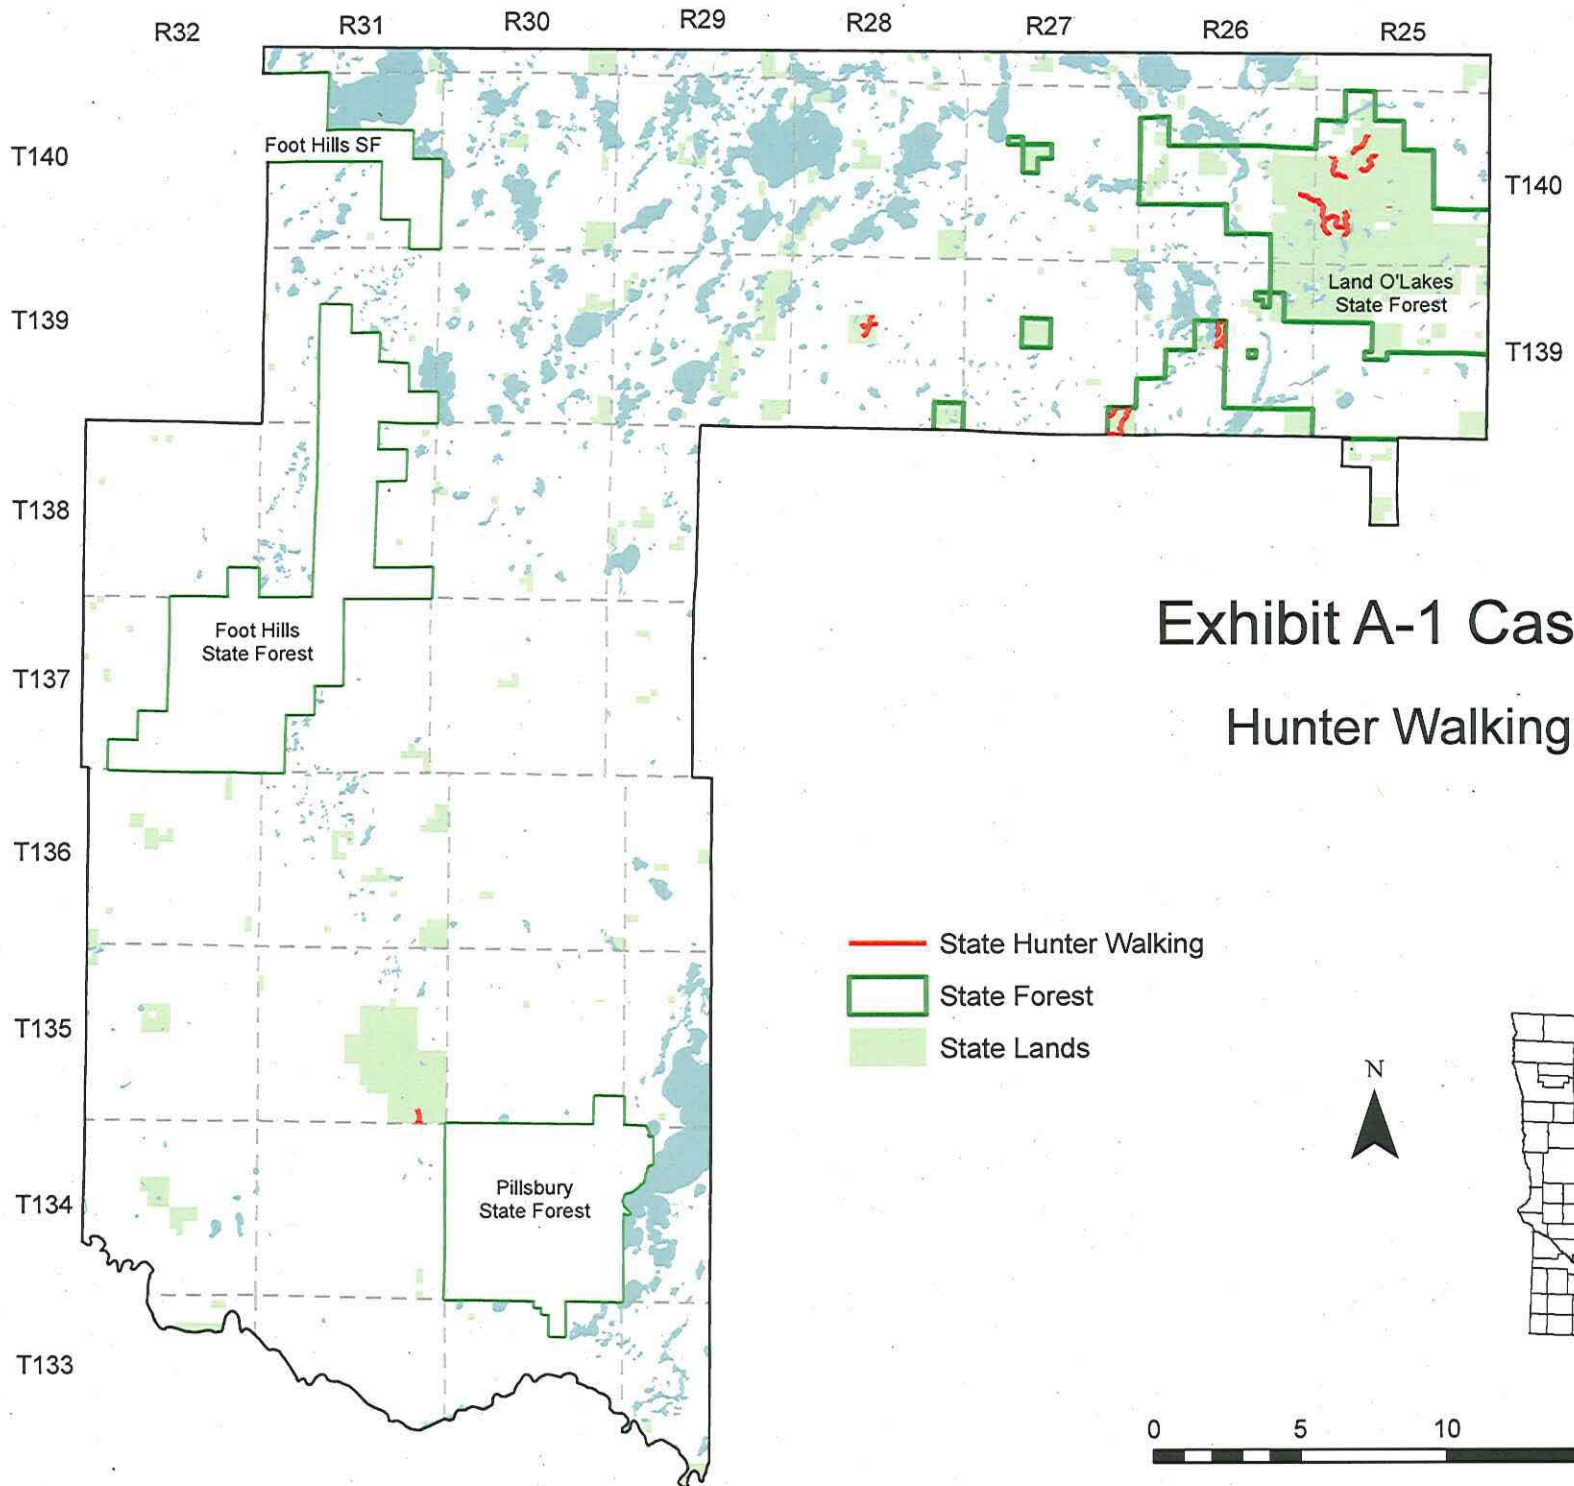 R32 R31 R30 R29 R28 R27 R26 R25
T140
Foot Hills SF
T140
T139
Land O'Lakes
State Forest
T139
T138
Exhibit A-1 Cas
Foot Hills
State Forest
T137
Hunter Walking
T136
State Hunter Walking
State Forest
T135
State Lands
N
Pillsbury
State Forest
T134
T133
0 5 10